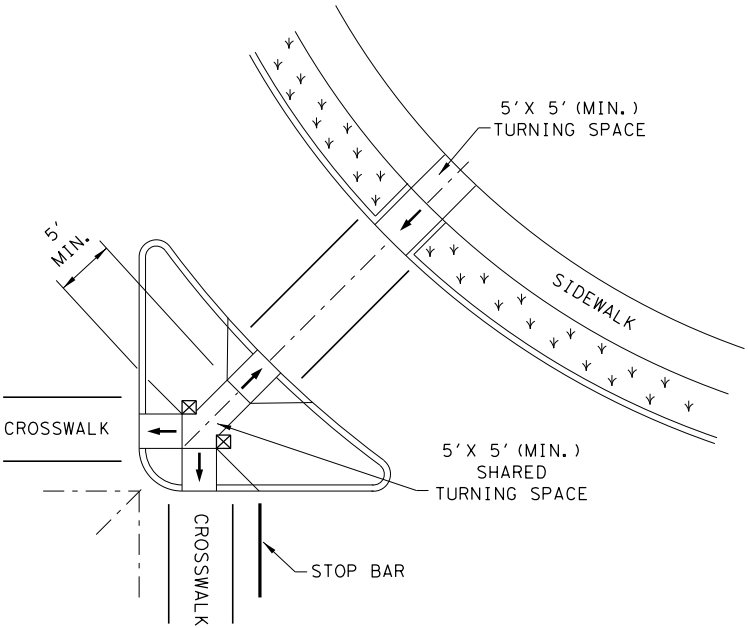 5' X 5' (MIN.)
TURNING SPACE
5'
MIN.
SIDEWALK
CROSSWALK
5' X 5' (MIN.)
SHARED
TURNING SPACE
CROSSWALK
STOP BAR